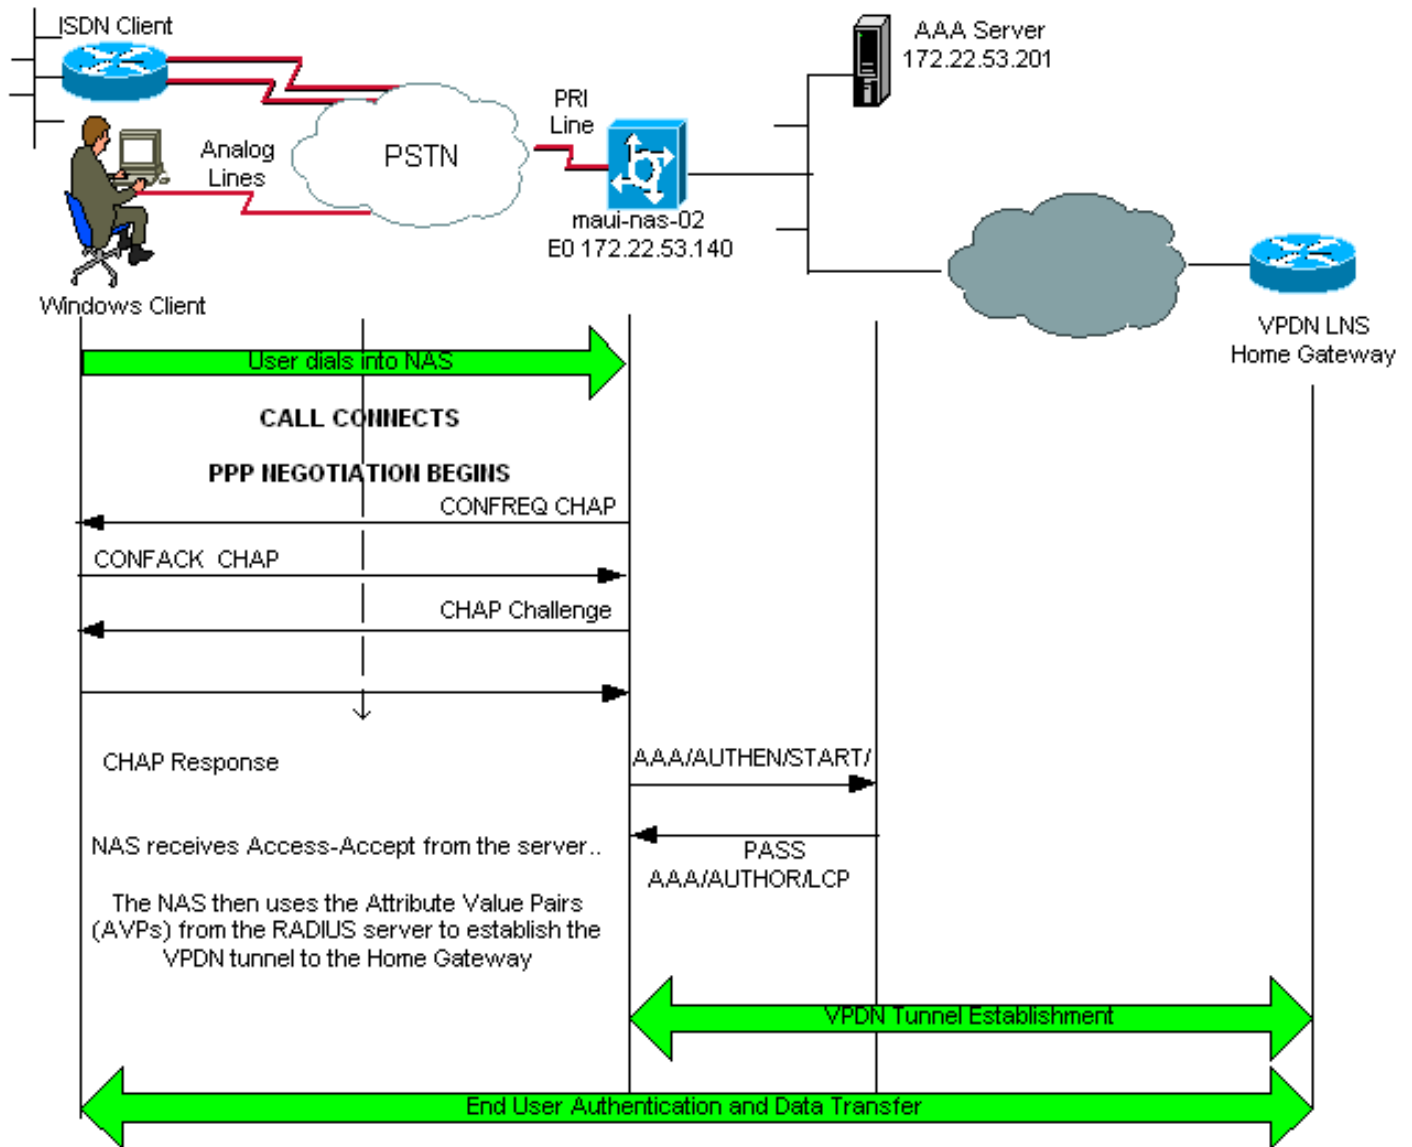 ISDN Client
AAA Server
172.22.53.201
PRI
Line
Analog
Lines
PSTN
maui-nas-02
E0 172.22.53.140
Windows Client
VPDN LNS
Home Gateway
User dials into NAS
CALL CONNECTS
PPP NEGOTIATION BEGINS
CONFREQ CHAP
CONFACK CHAP
CHAP Challenge
CHAP Response
AAA/AUTHEN/START/
NAS receives Access-Accept from the server..
PASS
AAA/AUTHOR/LCP
The NAS then uses the Attribute Value Pairs
(AVPs) from the RADIUS server to establish the
VPDN tunnel to the Home Gateway
VPDN Tunnel Establishment
End User Authentication and Data Transfer